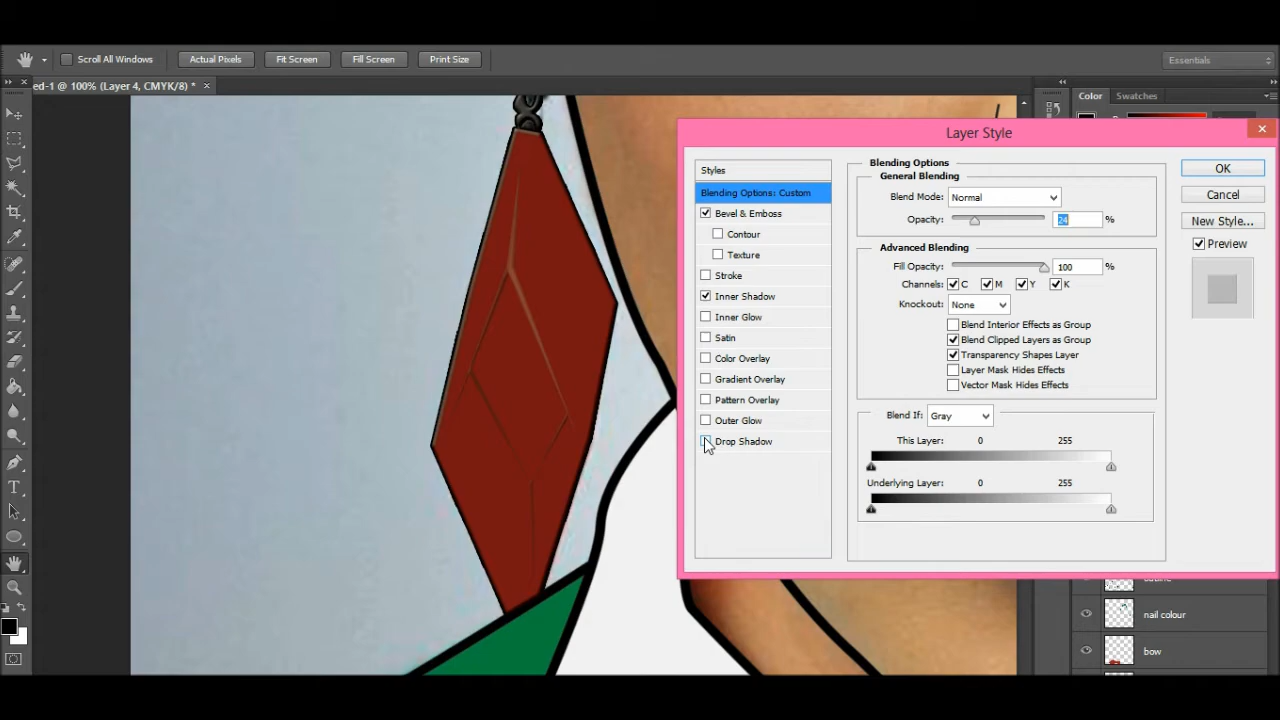 Scroll All Windows Actual Pixels Fit Screen Fill Screen Print Size Essentials
ed-1 @ 100% (Layer 4, CMYK/8) * Color Swatches
Layer Style
Styles
Blending Options: Custom
Bevel & Emboss
Contour
Texture
Stroke
Inner Shadow
Inner Glow
Satin
Color Overlay
Gradient Overlay
Pattern Overlay
Outer Glow
Drop Shadow
Blending Options
General Blending
Blend Mode: Normal
Opacity: 24 %
Advanced Blending
Fill Opacity: 100 %
Channels: C M Y K
Knockout: None
Blend Interior Effects as Group
Blend Clipped Layers as Group
Transparency Shapes Layer
Layer Mask Hides Effects
Vector Mask Hides Effects
Blend If: Gray
This Layer: 0 255
Underlying Layer: 0 255
OK
Cancel
New Style...
Preview
nail colour
bow